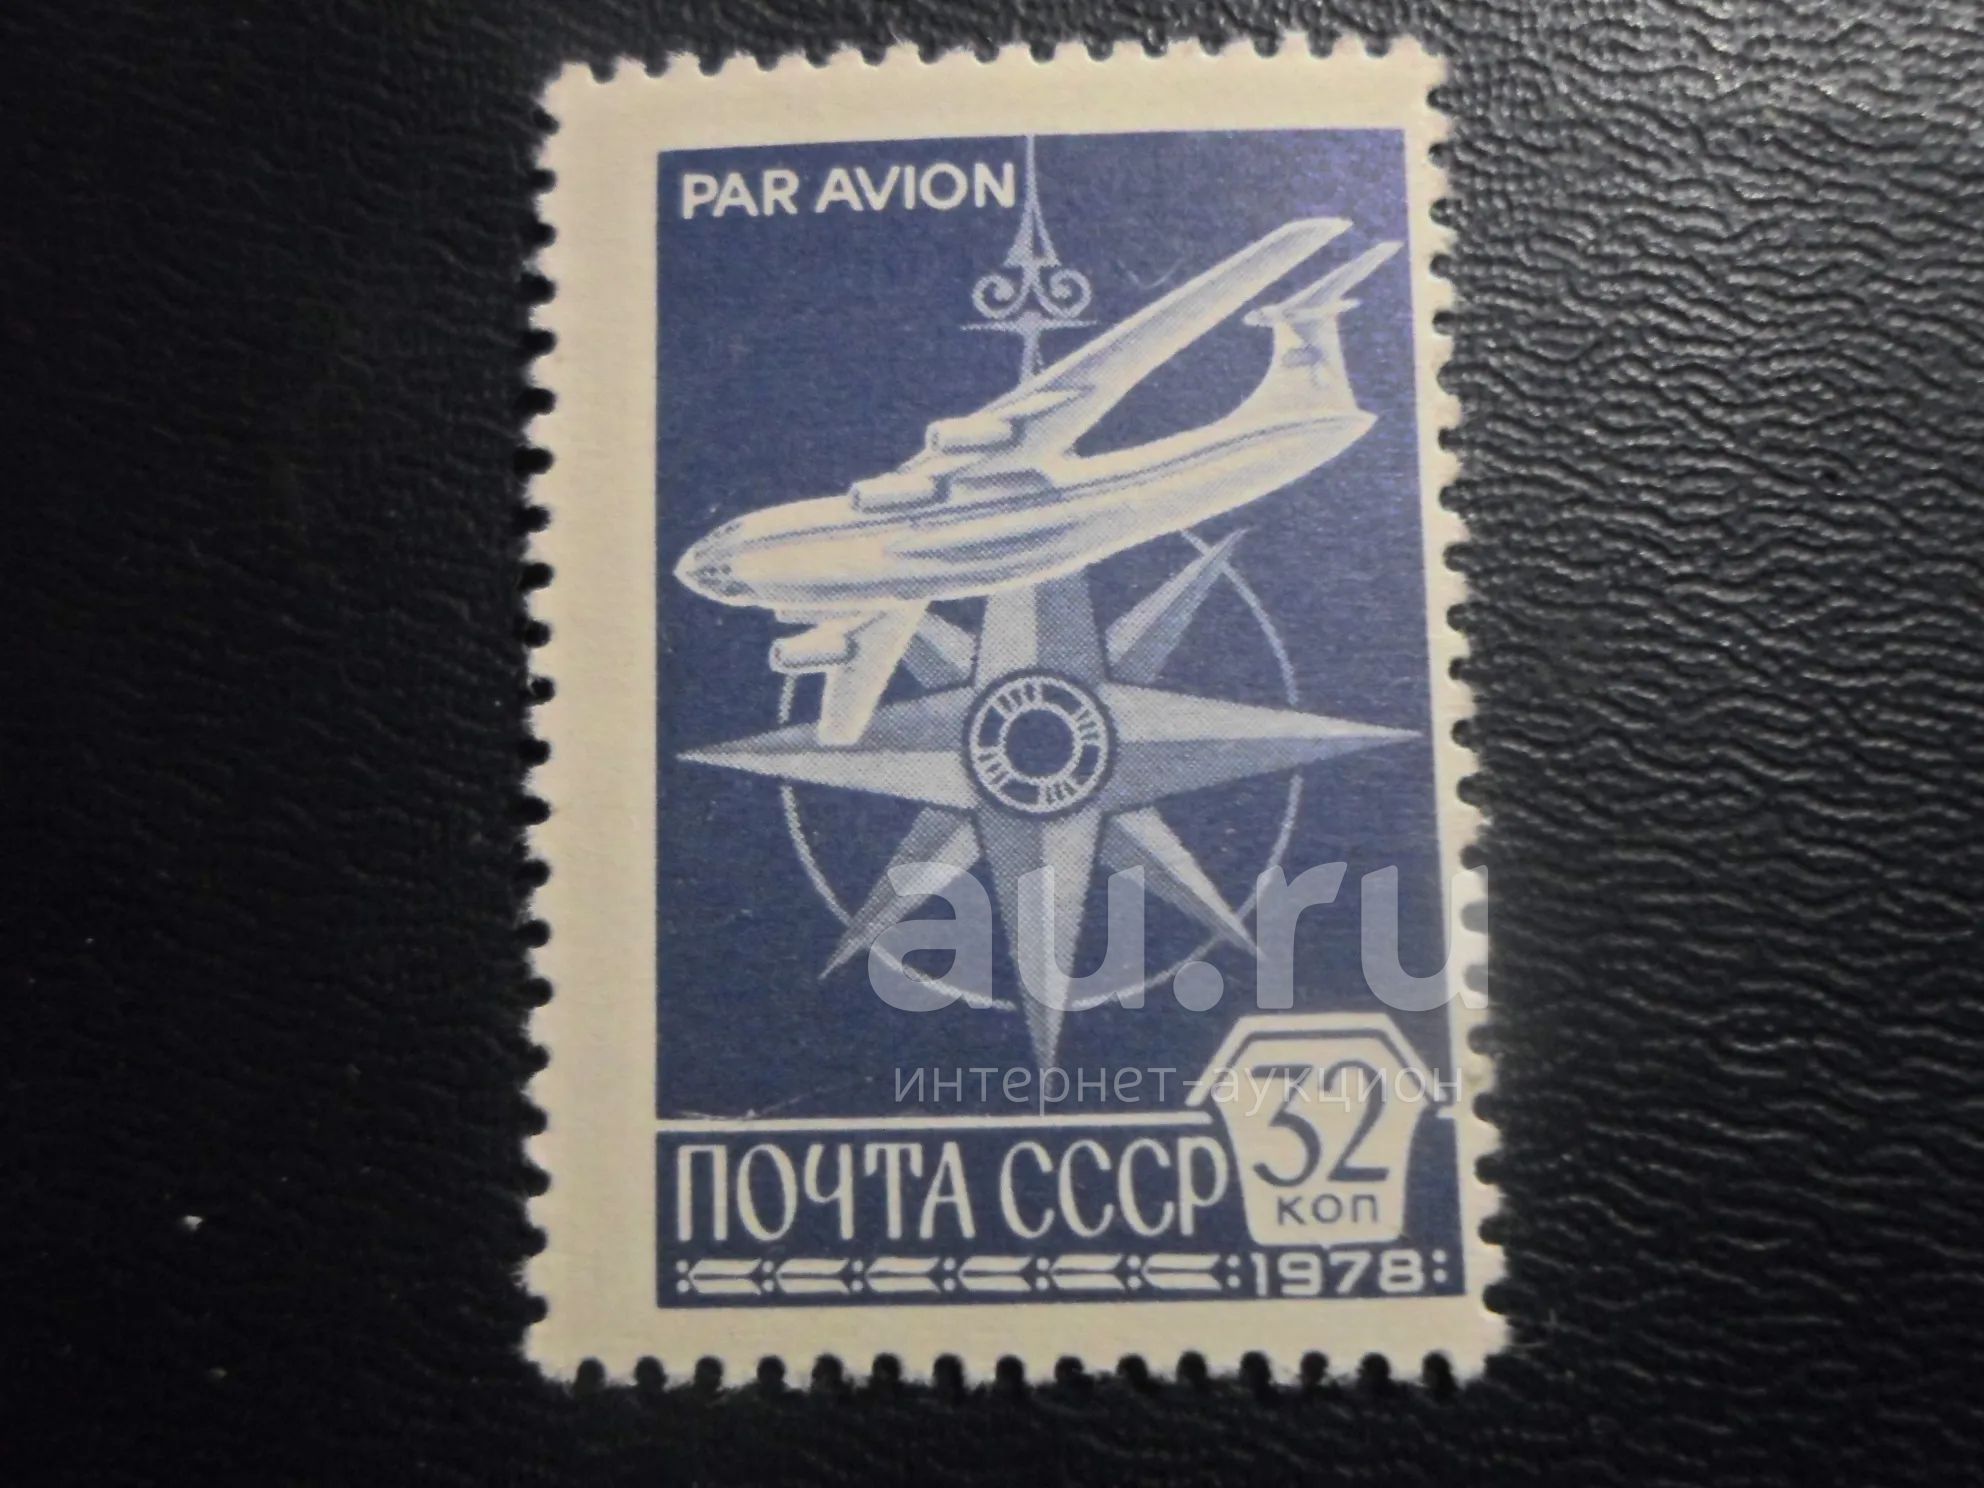 PAR AVION
au.ru
интернет-аукцион
32
коп
ПОЧТА СССР
1978